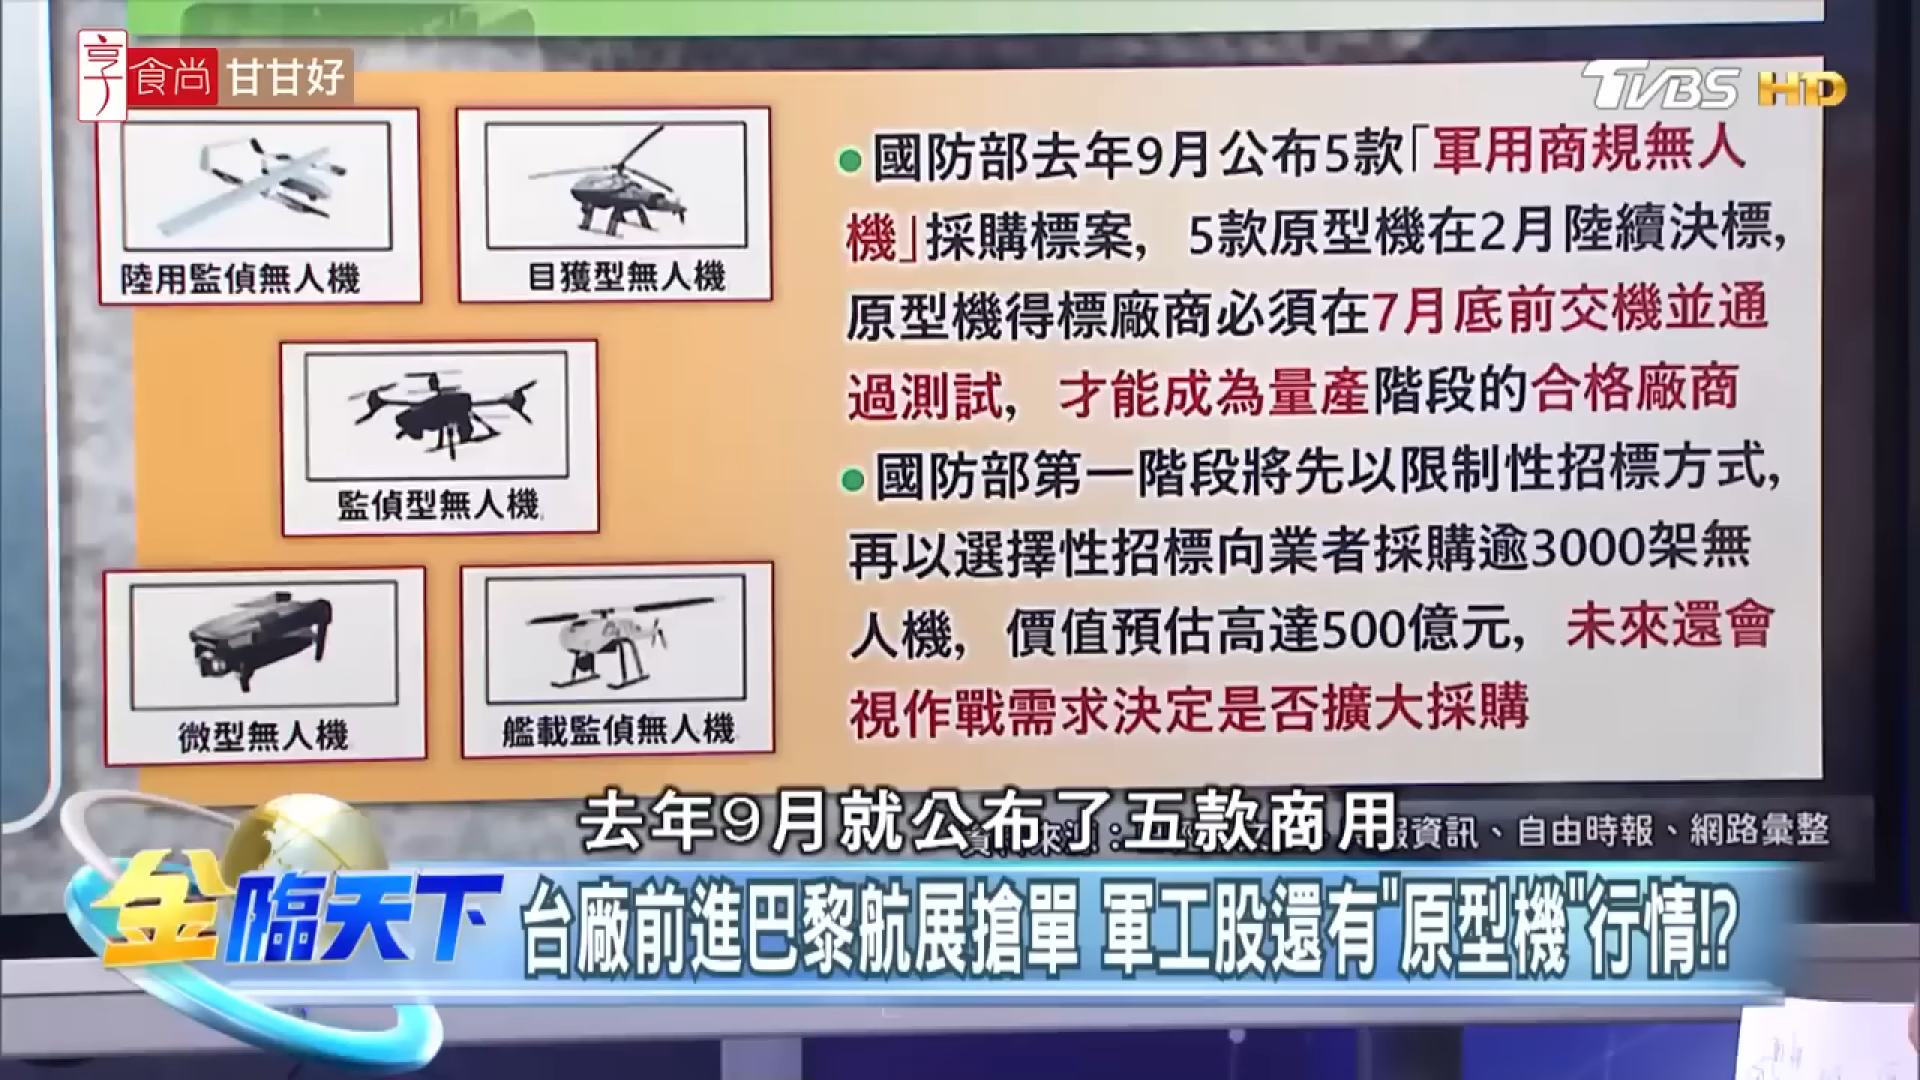 享
食尚
甘甘好
TVBS HD
陸用監偵無人機
目獲型無人機
監偵型無人機
微型無人機
艦載監偵無人機
●國防部去年9月公布5款「軍用商規無人
機」採購標案，5款原型機在2月陸續決標，
原型機得標廠商必須在7月底前交機並通
過測試，才能成為量產階段的合格廠商
●國防部第一階段將先以限制性招標方式，
再以選擇性招標向業者採購逾3000架無
人機，價值預估高達500億元，未來還會
視作戰需求決定是否擴大採購
去年9月就公布了五款商用
報資訊、自由時報、網路彙整
金臨天下
台廠前進巴黎航展搶單 軍工股還有"原型機"行情!?